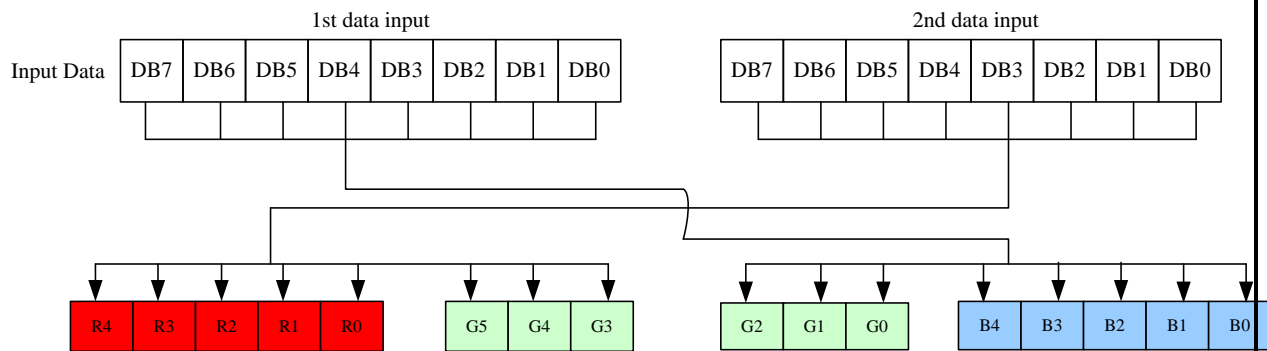 1st data input 2nd data input
Input Data DB7 DB6 DB5 DB4 DB3 DB2 DB1 DB0 DB7 DB6 DB5 DB4 DB3 DB2 DB1 DB0
R4 R3 R2 R1 R0 G5 G4 G3 G2 G1 G0 B4 B3 B2 B1 B0